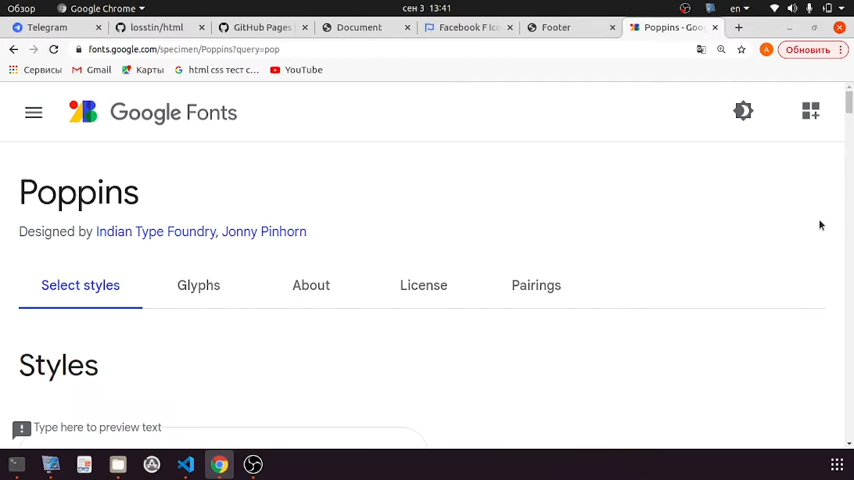 Обзор Google Chrome сен 3 13:41 en
Telegram losstin/html GitHub Pages Document Facebook F Ico Footer Poppins - Goo
fonts.google.com/specimen/Poppins?query=pop Обновить
Сервисы Gmail Карты html css тест с... YouTube
Google Fonts
Poppins
Designed by Indian Type Foundry, Jonny Pinhorn
Select styles Glyphs About License Pairings
Styles
Type here to preview text